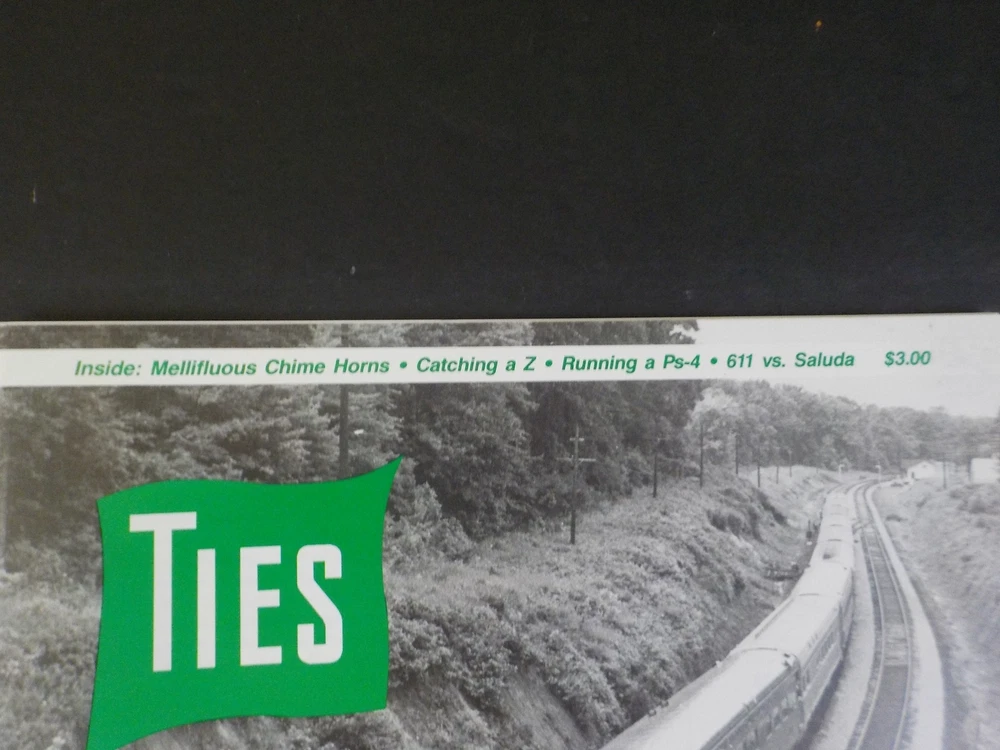 Inside: Mellifluous Chime Horns • Catching a Z • Running a Ps-4 • 611 vs. Saluda $3.00
TIES